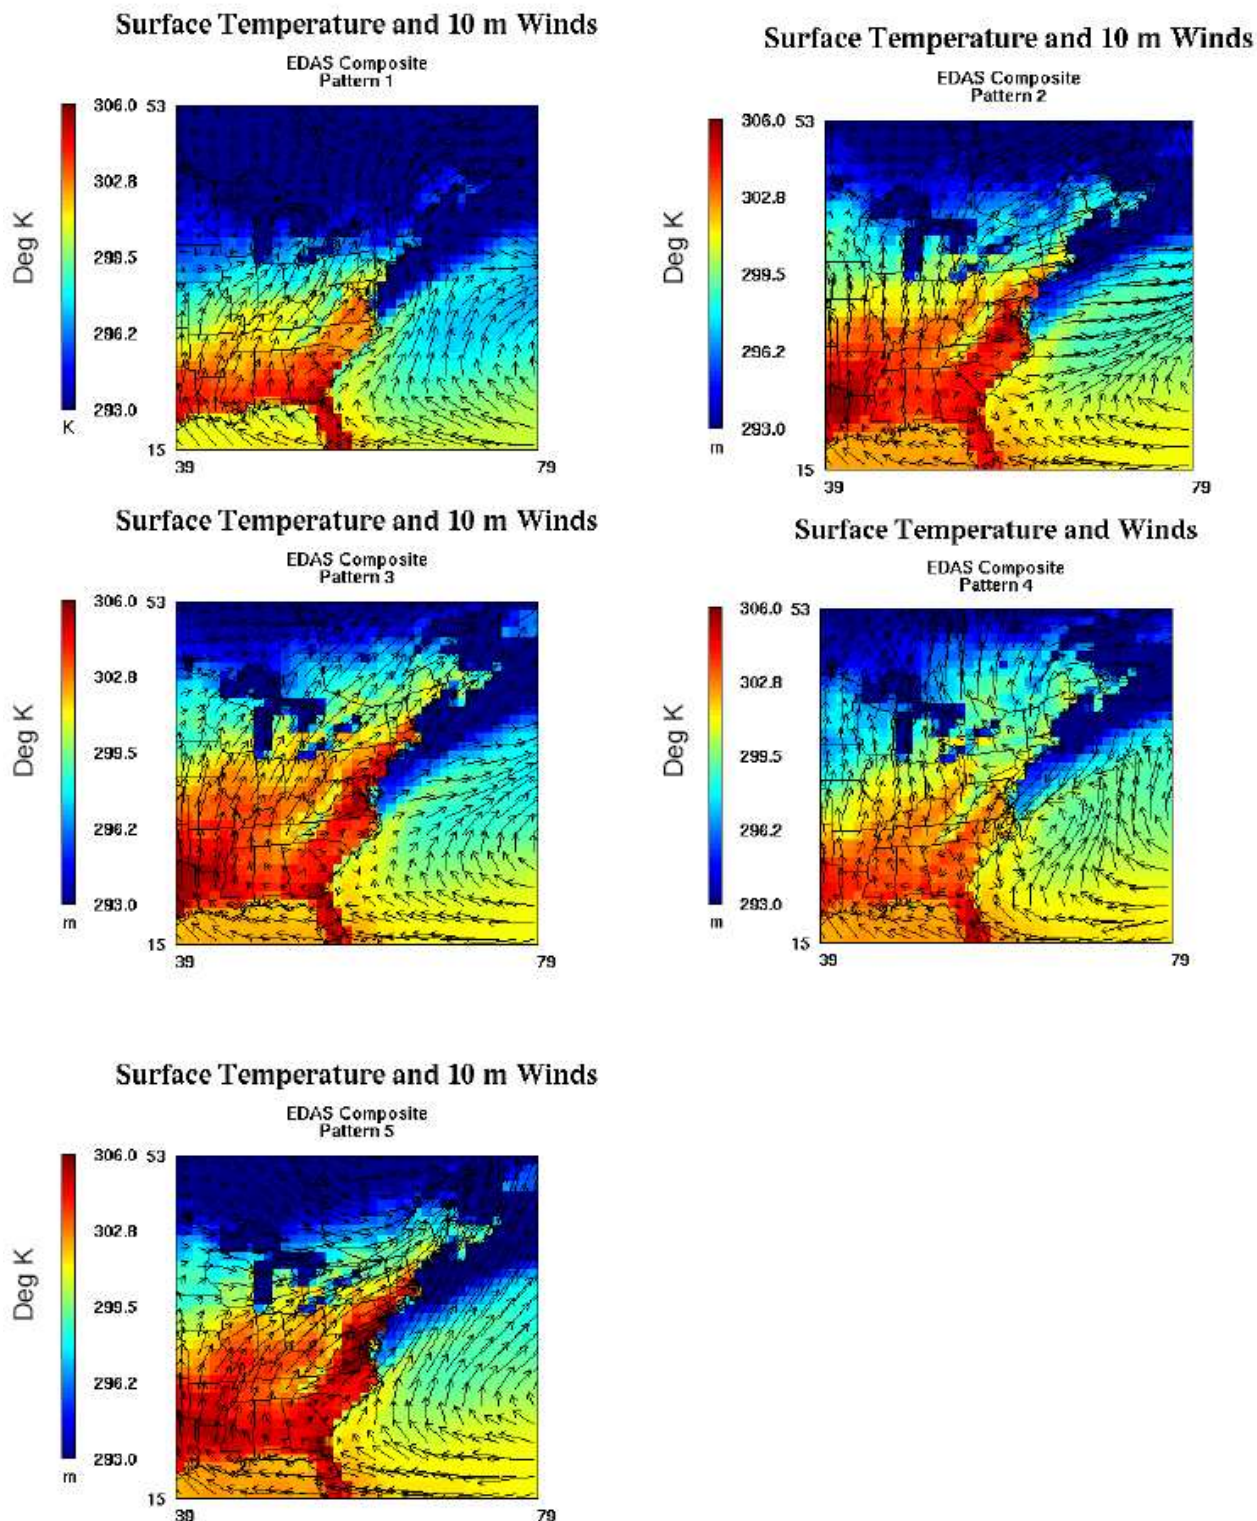 Surface Temperature and 10 m Winds
EDAS Composite
Pattern 1
306.0
302.8
299.5
296.2
293.0
K
Deg K
53
15
39
79
Surface Temperature and 10 m Winds
EDAS Composite
Pattern 2
306.0
302.8
299.5
296.2
293.0
m
Deg K
53
15
39
79
Surface Temperature and 10 m Winds
EDAS Composite
Pattern 3
306.0
302.8
299.5
296.2
293.0
m
Deg K
53
15
39
79
Surface Temperature and Winds
EDAS Composite
Pattern 4
306.0
302.8
299.5
296.2
293.0
m
Deg K
53
15
39
79
Surface Temperature and 10 m Winds
EDAS Composite
Pattern 5
306.0
302.8
299.5
296.2
293.0
m
Deg K
53
15
39
79